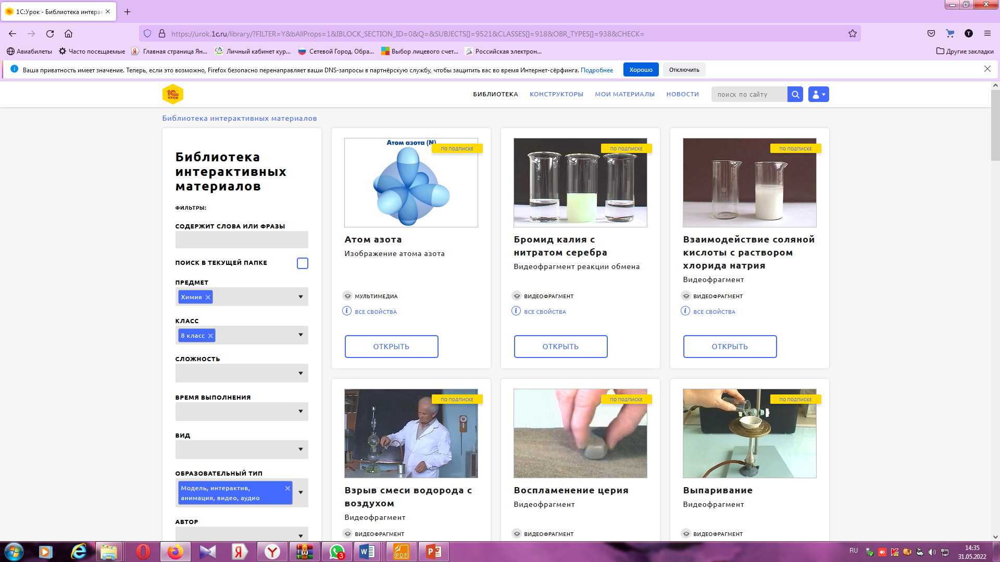 1С:Урок - Библиотека интерак
https://urok.1c.ru/library/?FILTER=Y&bAllProps=1&IBLOCK_SECTION_ID=0&Q=&SUBJECTS[]=9521&CLASSES[]=918&OBR_TYPES[]=938&CHECK=
Авиабилеты
Часто посещаемые
Главная страница Ян...
Личный кабинет кур...
Сетевой Город. Обра...
Выбор лицевого счет...
Российская электрон...
Другие закладки
Ваша приватность имеет значение. Теперь, если это возможно, Firefox безопасно перенаправляет ваши DNS-запросы в партнёрскую службу, чтобы защитить вас во время Интернет-сёрфинга. Подробнее
Хорошо
Отключить
1С
УРОК
БИБЛИОТЕКА
КОНСТРУКТОРЫ
МОИ МАТЕРИАЛЫ
НОВОСТИ
поиск по сайту
Библиотека интерактивных материалов
Библиотека
интерактивных
материалов
ФИЛЬТРЫ:
СОДЕРЖИТ СЛОВА ИЛИ ФРАЗЫ
ПОИСК В ТЕКУЩЕЙ ПАПКЕ
ПРЕДМЕТ
Химия
КЛАСС
8 класс
СЛОЖНОСТЬ
ВРЕМЯ ВЫПОЛНЕНИЯ
ВИД
ОБРАЗОВАТЕЛЬНЫЙ ТИП
Модель, интерактив,
анимация, видео, аудио
АВТОР
Атом азота (N)
ПО ПОДПИСКЕ
Атом азота
Изображение атома азота
МУЛЬТИМЕДИА
ВСЕ СВОЙСТВА
ОТКРЫТЬ
ПО ПОДПИСКЕ
Бромид калия с
нитратом серебра
Видеофрагмент реакции обмена
ВИДЕОФРАГМЕНТ
ВСЕ СВОЙСТВА
ОТКРЫТЬ
ПО ПОДПИСКЕ
Взаимодействие соляной
кислоты с раствором
хлорида натрия
Видеофрагмент
ВИДЕОФРАГМЕНТ
ВСЕ СВОЙСТВА
ОТКРЫТЬ
ПО ПОДПИСКЕ
Взрыв смеси водорода с
воздухом
Видеофрагмент
ВИДЕОФРАГМЕНТ
ПО ПОДПИСКЕ
Воспламенение церия
Видеофрагмент
ВИДЕОФРАГМЕНТ
ПО ПОДПИСКЕ
Выпаривание
Видеофрагмент
ВИДЕОФРАГМЕНТ
3
PDF
RU
14:35
31.05.2022